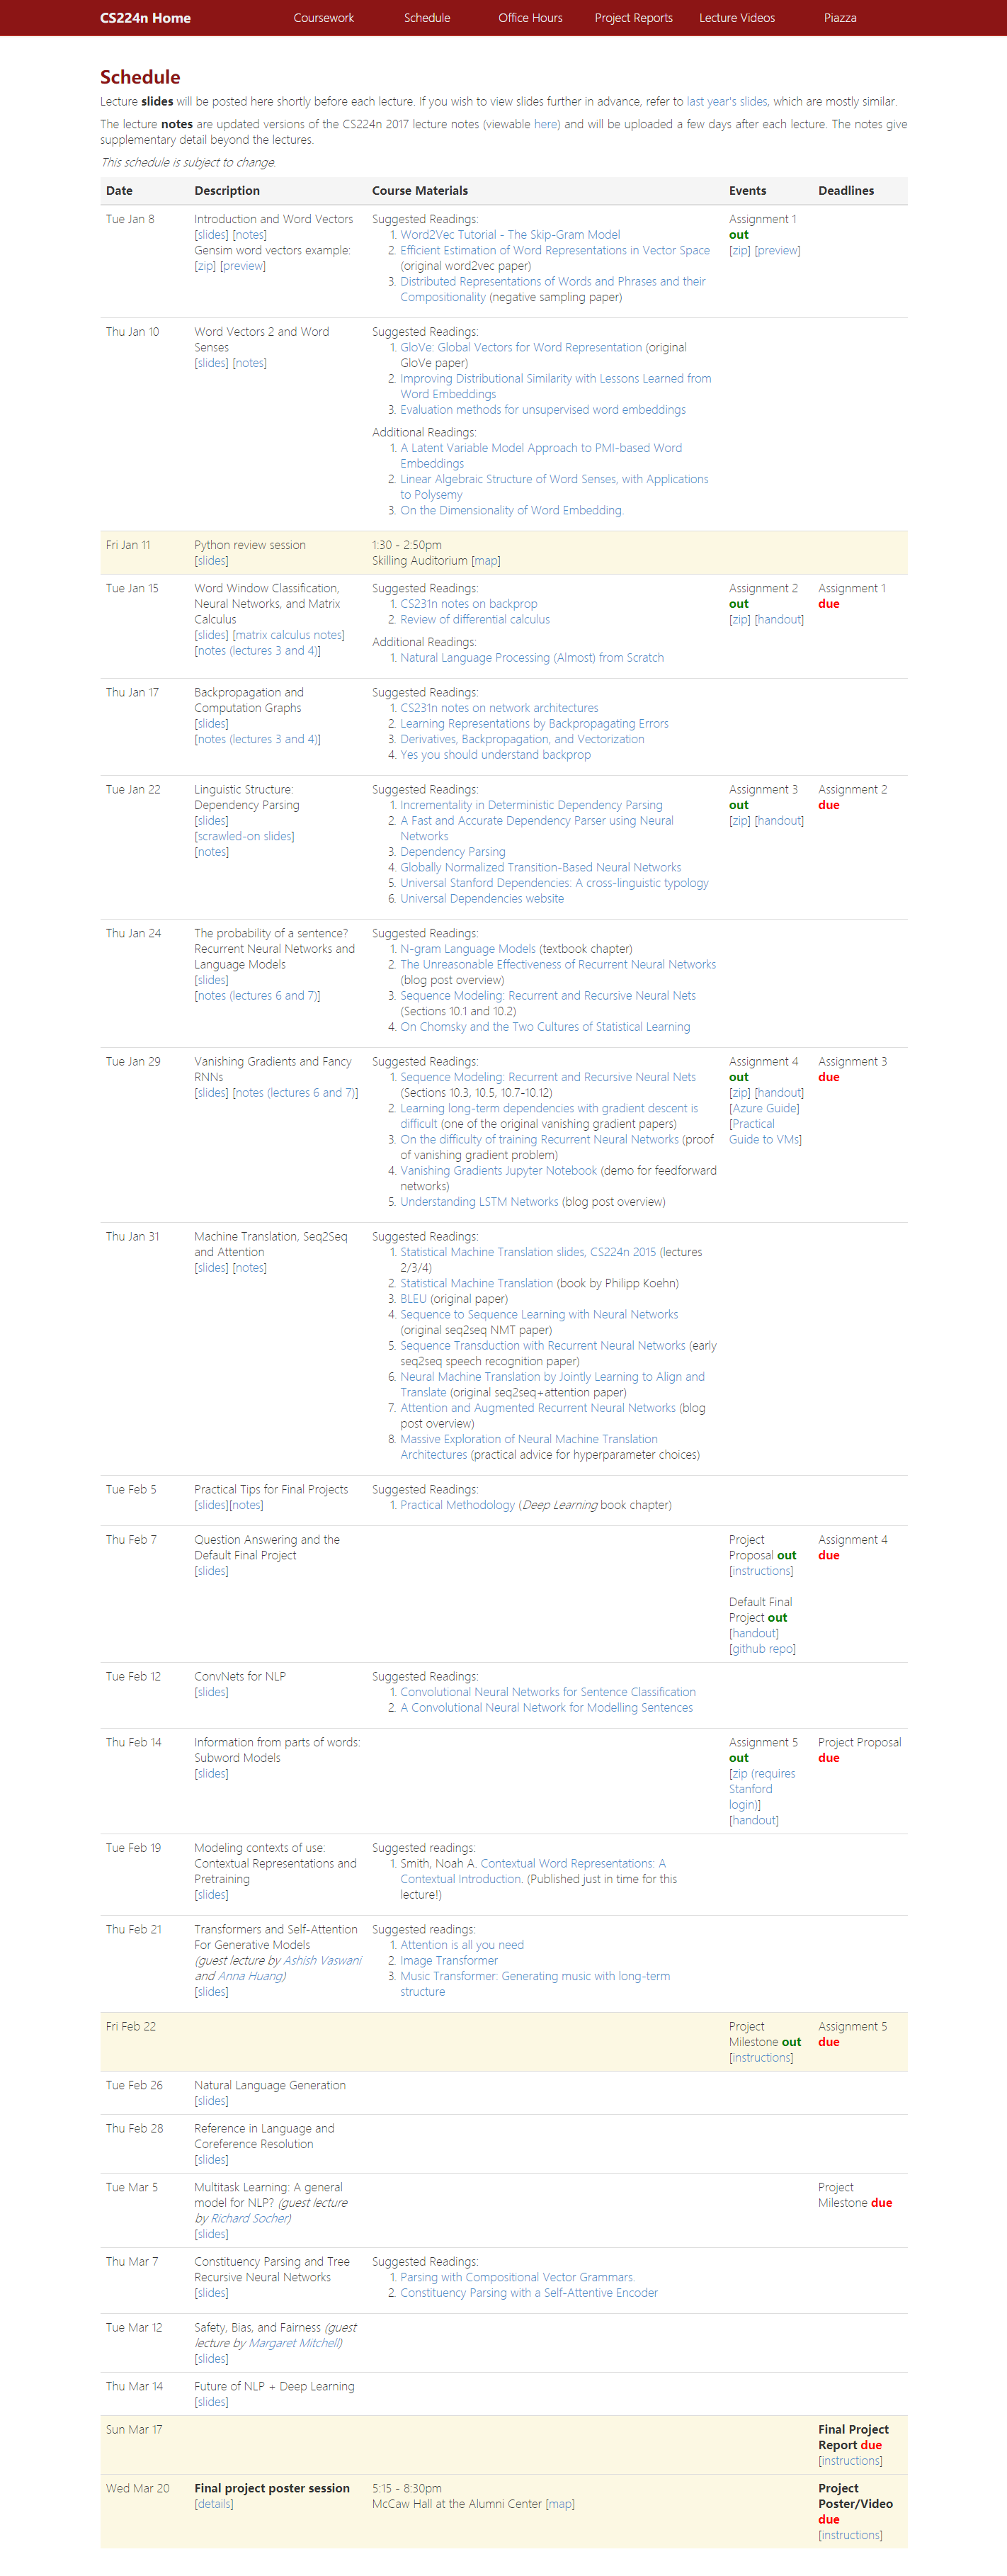 CS224n Home Coursework Schedule Office Hours Project Reports Lecture Videos Piazza
Schedule
Lecture slides will be posted here shortly before each lecture. If you wish to view slides further in advance, refer to last year's slides, which are mostly similar.
The lecture notes are updated versions of the CS224n 2017 lecture notes (viewable here) and will be uploaded a few days after each lecture. The notes give
supplementary detail beyond the lectures.
This schedule is subject to change.
Date Description Course Materials Events Deadlines
Tue Jan 8 Introduction and Word Vectors Suggested Readings: Assignment 1
[slides] [notes] 1. Word2Vec Tutorial - The Skip-Gram Model out
Gensim word vectors example: 2. Efficient Estimation of Word Representations in Vector Space [zip] [preview]
[zip] [preview] (original word2vec paper)
3. Distributed Representations of Words and Phrases and their
Compositionality (negative sampling paper)
Thu Jan 10 Word Vectors 2 and Word Suggested Readings:
Senses 1. GloVe: Global Vectors for Word Representation (original
[slides] [notes] GloVe paper)
2. Improving Distributional Similarity with Lessons Learned from
Word Embeddings
3. Evaluation methods for unsupervised word embeddings
Additional Readings:
1. A Latent Variable Model Approach to PMI-based Word
Embeddings
2. Linear Algebraic Structure of Word Senses, with Applications
to Polysemy
3. On the Dimensionality of Word Embedding.
Fri Jan 11 Python review session 1:30 - 2:50pm
[slides] Skilling Auditorium [map]
Tue Jan 15 Word Window Classification, Suggested Readings: Assignment 2 Assignment 1
Neural Networks, and Matrix 1. CS231n notes on backprop out due
Calculus 2. Review of differential calculus [zip] [handout]
[slides] [matrix calculus notes] Additional Readings:
[notes (lectures 3 and 4)] 1. Natural Language Processing (Almost) from Scratch
Thu Jan 17 Backpropagation and Suggested Readings:
Computation Graphs 1. CS231n notes on network architectures
[slides] 2. Learning Representations by Backpropagating Errors
[notes (lectures 3 and 4)] 3. Derivatives, Backpropagation, and Vectorization
4. Yes you should understand backprop
Tue Jan 22 Linguistic Structure: Suggested Readings: Assignment 3 Assignment 2
Dependency Parsing 1. Incrementality in Deterministic Dependency Parsing out due
[slides] 2. A Fast and Accurate Dependency Parser using Neural [zip] [handout]
[scrawled-on slides] Networks
[notes] 3. Dependency Parsing
4. Globally Normalized Transition-Based Neural Networks
5. Universal Stanford Dependencies: A cross-linguistic typology
6. Universal Dependencies website
Thu Jan 24 The probability of a sentence? Suggested Readings:
Recurrent Neural Networks and 1. N-gram Language Models (textbook chapter)
Language Models 2. The Unreasonable Effectiveness of Recurrent Neural Networks
[slides] (blog post overview)
[notes (lectures 6 and 7)] 3. Sequence Modeling: Recurrent and Recursive Neural Nets
(Sections 10.1 and 10.2)
4. On Chomsky and the Two Cultures of Statistical Learning
Tue Jan 29 Vanishing Gradients and Fancy Suggested Readings: Assignment 4 Assignment 3
RNNs 1. Sequence Modeling: Recurrent and Recursive Neural Nets out due
[slides] [notes (lectures 6 and 7)] (Sections 10.3, 10.5, 10.7-10.12) [zip] [handout]
2. Learning long-term dependencies with gradient descent is [Azure Guide]
difficult (one of the original vanishing gradient papers) [Practical
3. On the difficulty of training Recurrent Neural Networks (proof Guide to VMs]
of vanishing gradient problem)
4. Vanishing Gradients Jupyter Notebook (demo for feedforward
networks)
5. Understanding LSTM Networks (blog post overview)
Thu Jan 31 Machine Translation, Seq2Seq Suggested Readings:
and Attention 1. Statistical Machine Translation slides, CS224n 2015 (lectures
[slides] [notes] 2/3/4)
2. Statistical Machine Translation (book by Philipp Koehn)
3. BLEU (original paper)
4. Sequence to Sequence Learning with Neural Networks
(original seq2seq NMT paper)
5. Sequence Transduction with Recurrent Neural Networks (early
seq2seq speech recognition paper)
6. Neural Machine Translation by Jointly Learning to Align and
Translate (original seq2seq+attention paper)
7. Attention and Augmented Recurrent Neural Networks (blog
post overview)
8. Massive Exploration of Neural Machine Translation
Architectures (practical advice for hyperparameter choices)
Tue Feb 5 Practical Tips for Final Projects Suggested Readings:
[slides][notes] 1. Practical Methodology (Deep Learning book chapter)
Thu Feb 7 Question Answering and the Project Assignment 4
Default Final Project Proposal out due
[slides] [instructions]
Default Final
Project out
[handout]
[github repo]
Tue Feb 12 ConvNets for NLP Suggested Readings:
[slides] 1. Convolutional Neural Networks for Sentence Classification
2. A Convolutional Neural Network for Modelling Sentences
Thu Feb 14 Information from parts of words: Assignment 5 Project Proposal
Subword Models out due
[slides] [zip (requires
Stanford
login)]
[handout]
Tue Feb 19 Modeling contexts of use: Suggested readings:
Contextual Representations and 1. Smith, Noah A. Contextual Word Representations: A
Pretraining Contextual Introduction. (Published just in time for this
[slides] lecture!)
Thu Feb 21 Transformers and Self-Attention Suggested readings:
For Generative Models 1. Attention is all you need
(guest lecture by Ashish Vaswani 2. Image Transformer
and Anna Huang) 3. Music Transformer: Generating music with long-term
[slides] structure
Fri Feb 22 Project Assignment 5
Milestone out due
[instructions]
Tue Feb 26 Natural Language Generation
[slides]
Thu Feb 28 Reference in Language and
Coreference Resolution
[slides]
Tue Mar 5 Multitask Learning: A general Project
model for NLP? (guest lecture Milestone due
by Richard Socher)
[slides]
Thu Mar 7 Constituency Parsing and Tree Suggested Readings:
Recursive Neural Networks 1. Parsing with Compositional Vector Grammars.
[slides] 2. Constituency Parsing with a Self-Attentive Encoder
Tue Mar 12 Safety, Bias, and Fairness (guest
lecture by Margaret Mitchell)
[slides]
Thu Mar 14 Future of NLP + Deep Learning
[slides]
Sun Mar 17 Final Project
Report due
[instructions]
Wed Mar 20 Final project poster session 5:15 - 8:30pm Project
[details] McCaw Hall at the Alumni Center [map] Poster/Video
due
[instructions]